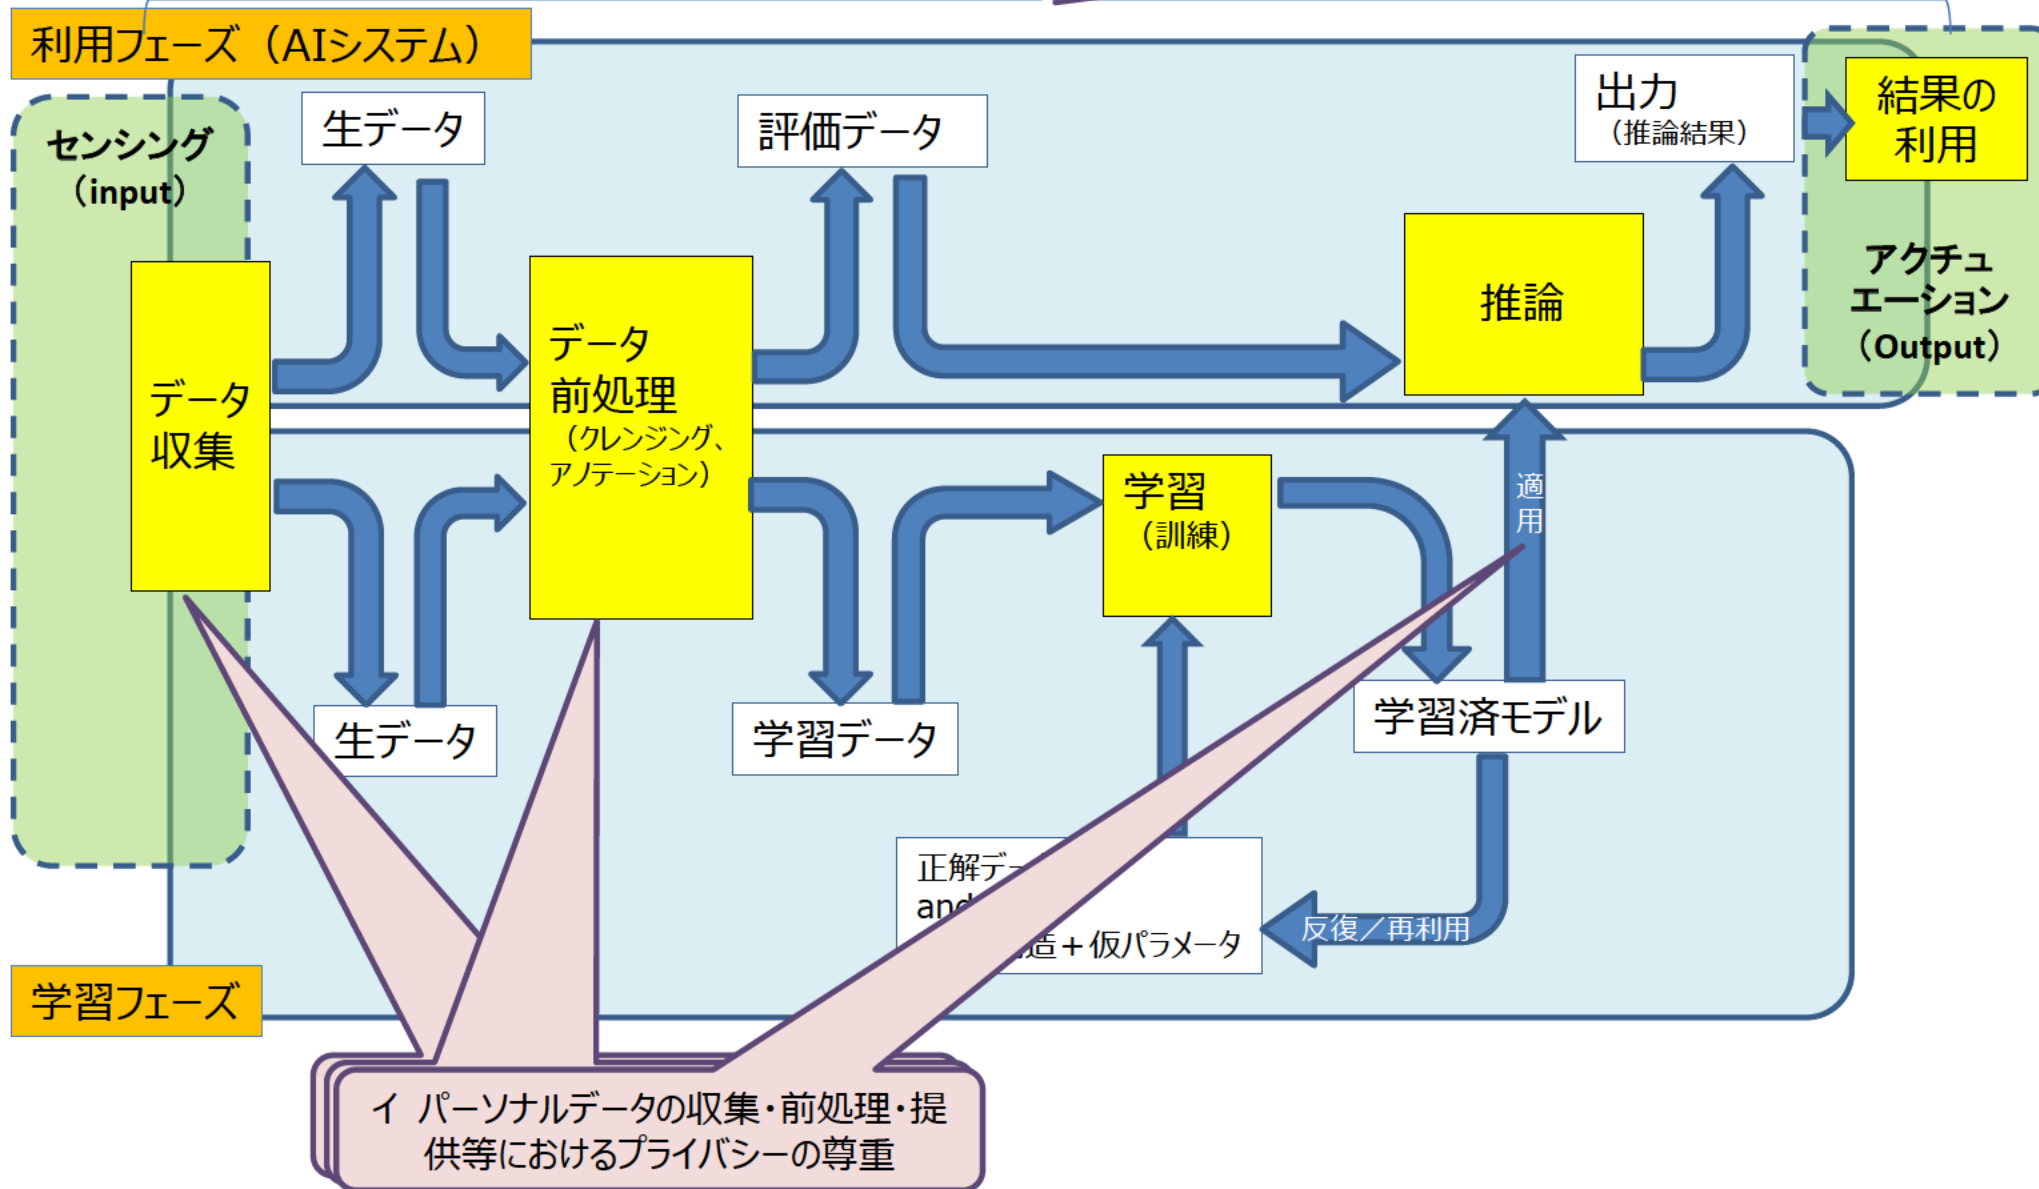 利用フェーズ（AIシステム）
センシング
（input）
生データ
評価データ
出力
（推論結果）
結果の
利用
アクチュ
エーション
（Output）
データ
収集
データ
前処理
（クレンジング、
アノテーション）
推論
学習
（訓練）
適
用
生データ
学習データ
学習済モデル
正解デー
and
造＋仮パラメータ
反復／再利用
学習フェーズ
イ パーソナルデータの収集・前処理・提
供等におけるプライバシーの尊重